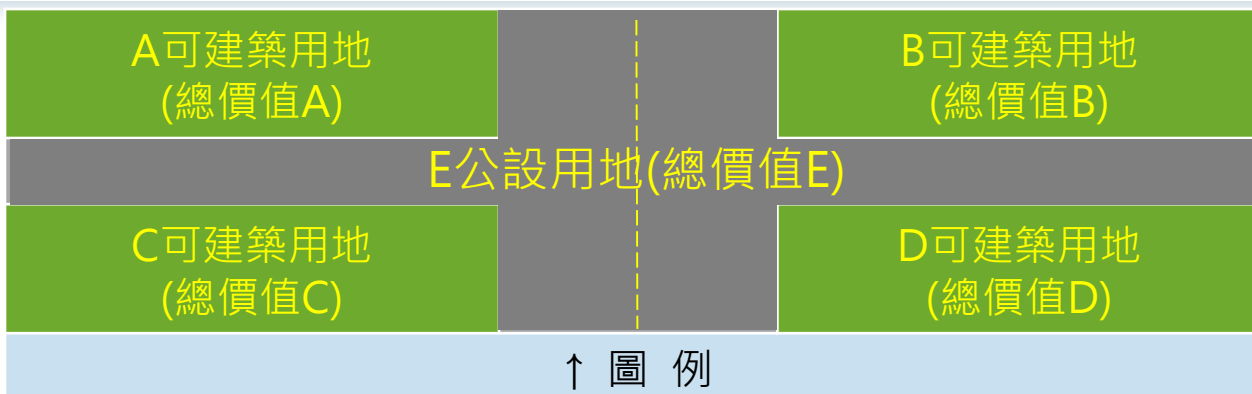 A可建築用地
(總價值A)
B可建築用地
(總價值B)
E公設用地(總價值E)
C可建築用地
(總價值C)
D可建築用地
(總價值D)
↑ 圖 例